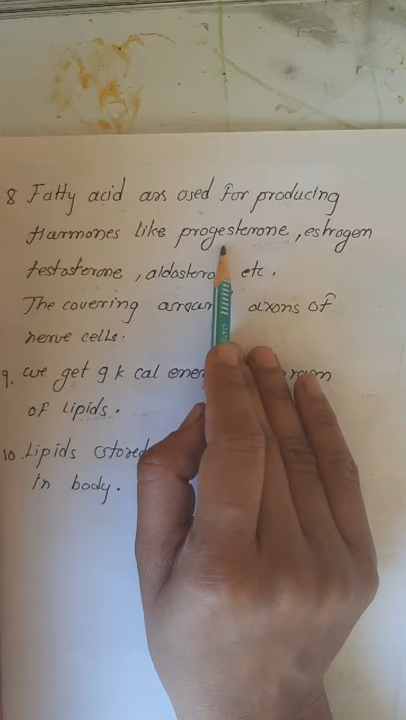 8 Fatty acid are used for producing
Harmones like progesterone, estrogen
testosterone, aldostero etc.
The covering axons of
nerve cells.
9. we get 9 k cal
of Lipids.
10. Lipids stored
In body.